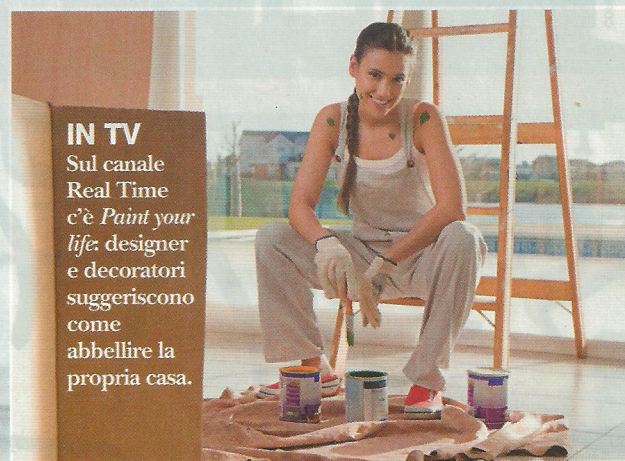 IN TV
Sul canale
Real Time
c'è Paint your
life: designer
e decoratori
suggeriscono
come
abbellire la
propria casa.